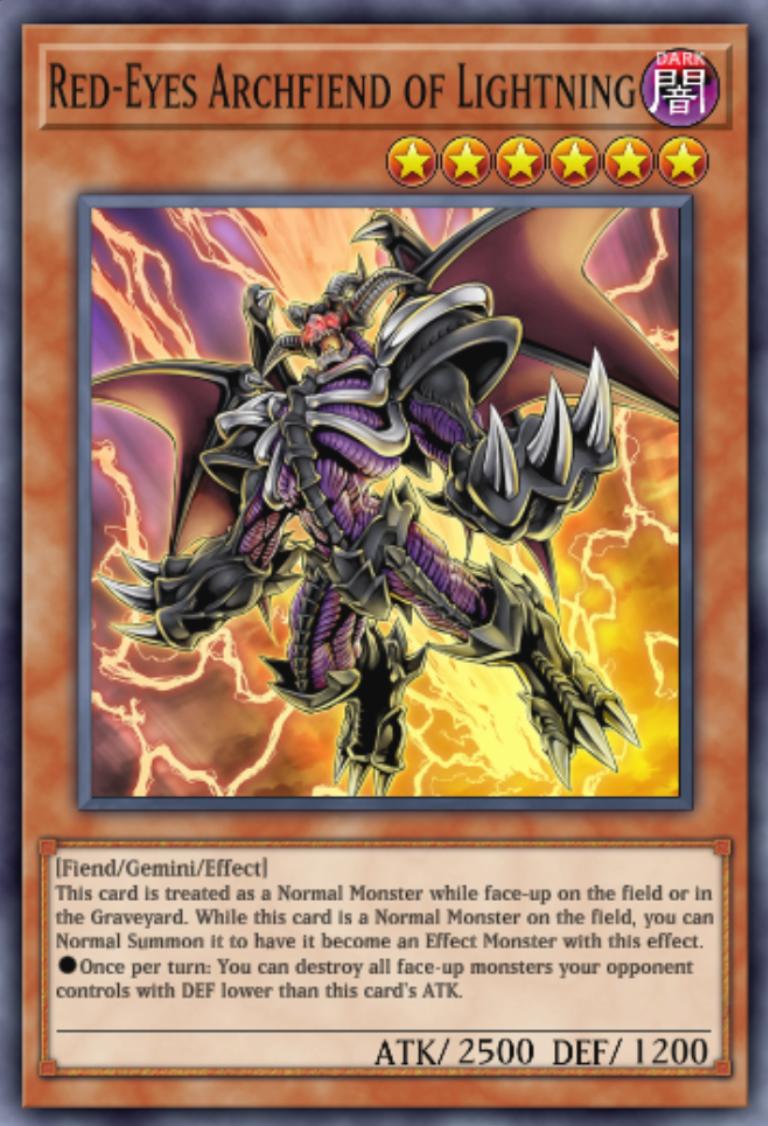 Red-Eyes Archfiend of Lightning
DARK
闇
[Fiend/Gemini/Effect]
This card is treated as a Normal Monster while face-up on the field or in
the Graveyard. While this card is a Normal Monster on the field, you can
Normal Summon it to have it become an Effect Monster with this effect.
●Once per turn: You can destroy all face-up monsters your opponent
controls with DEF lower than this card's ATK.
ATK/ 2500 DEF/ 1200